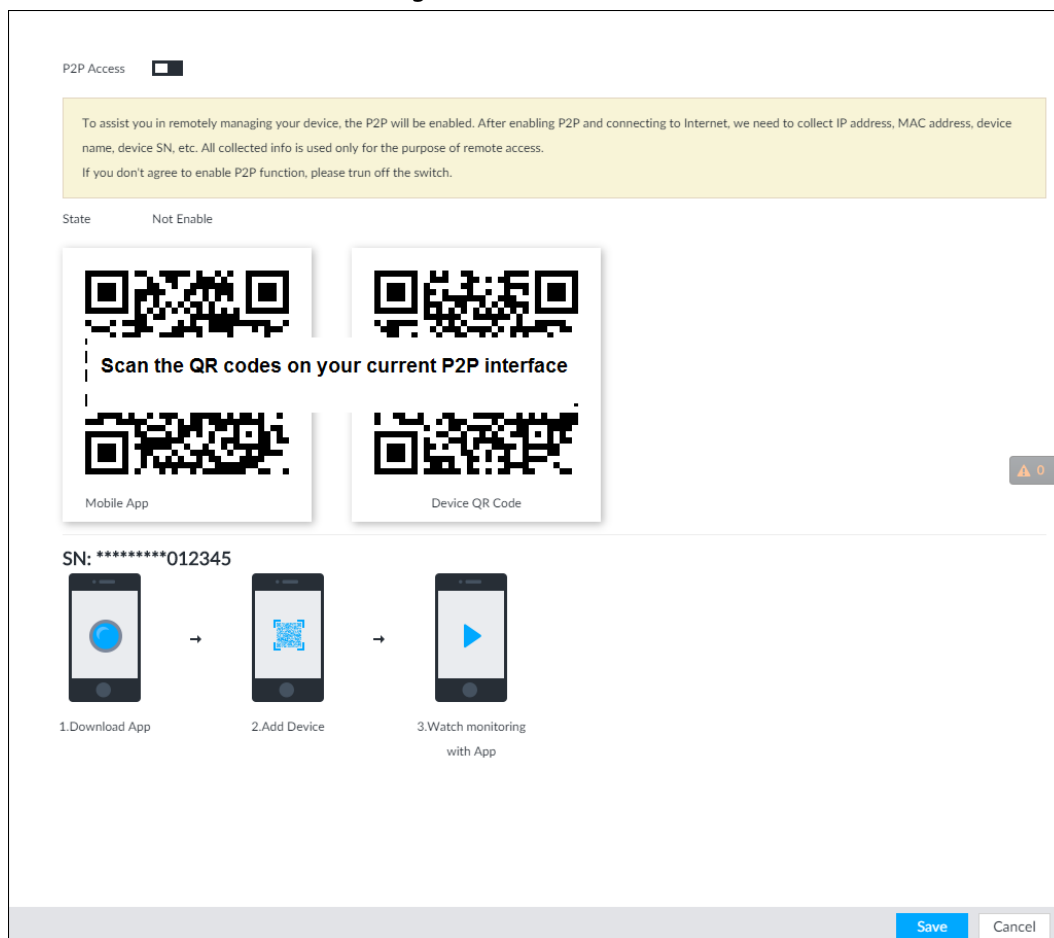 P2P Access
To assist you in remotely managing your device, the P2P will be enabled. After enabling P2P and connecting to Internet, we need to collect IP address, MAC address, device
name, device SN, etc. All collected info is used only for the purpose of remote access.
If you don't agree to enable P2P function, please trun off the switch.
State Not Enable
Scan the QR codes on your current P2P interface
Mobile App Device QR Code
0
SN: *********012345
1.Download App 2.Add Device 3.Watch monitoring
with App
Save Cancel